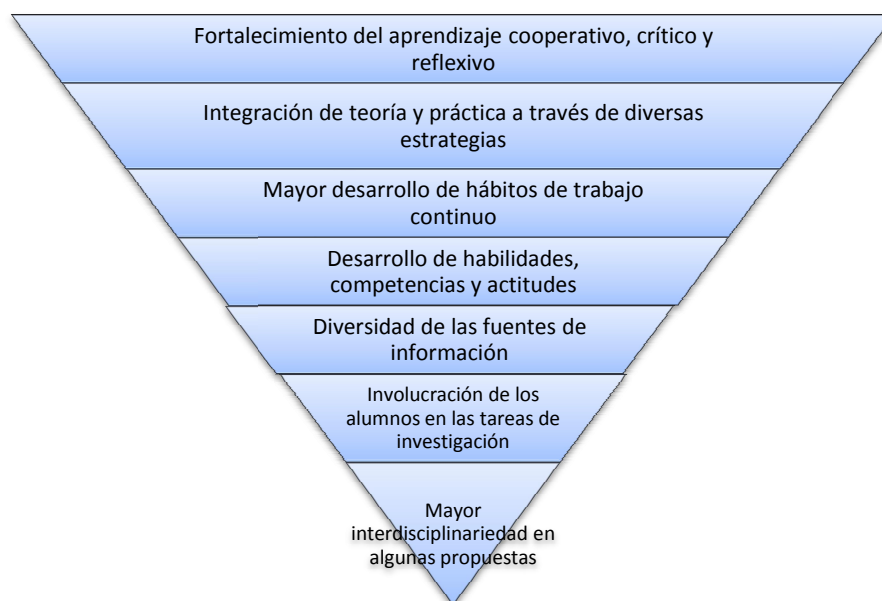 Fortalecimiento del aprendizaje cooperativo, crítico y
reflexivo
Integración de teoría y práctica a través de diversas
estrategias
Mayor desarrollo de hábitos de trabajo
continuo
Desarrollo de habilidades,
competencias y actitudes
Diversidad de las fuentes de
información
Involucración de los
alumnos en las tareas de
investigación
Mayor
interdisciplinariedad en
algunas propuestas